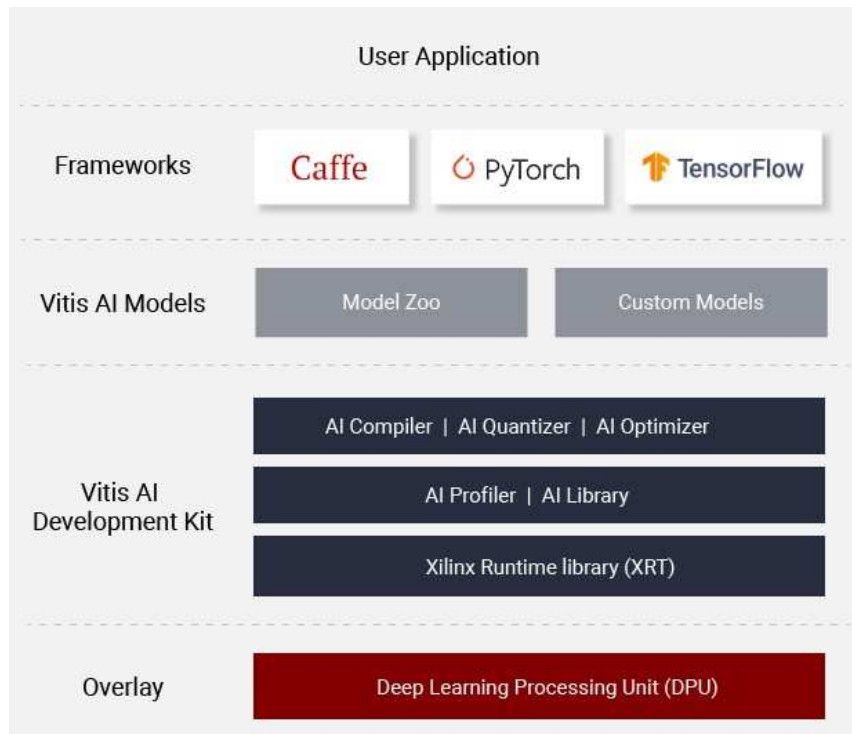 User Application
Frameworks
Caffe
PyTorch
TensorFlow
Vitis AI Models
Model Zoo
Custom Models
Vitis AI
Development Kit
AI Compiler | AI Quantizer | AI Optimizer
AI Profiler | AI Library
Xilinx Runtime library (XRT)
Overlay
Deep Learning Processing Unit (DPU)